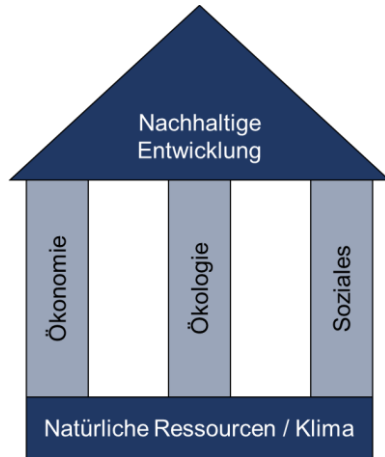 Nachhaltige
Entwicklung
Ökonomie
Ökologie
Soziales
Natürliche Ressourcen / Klima